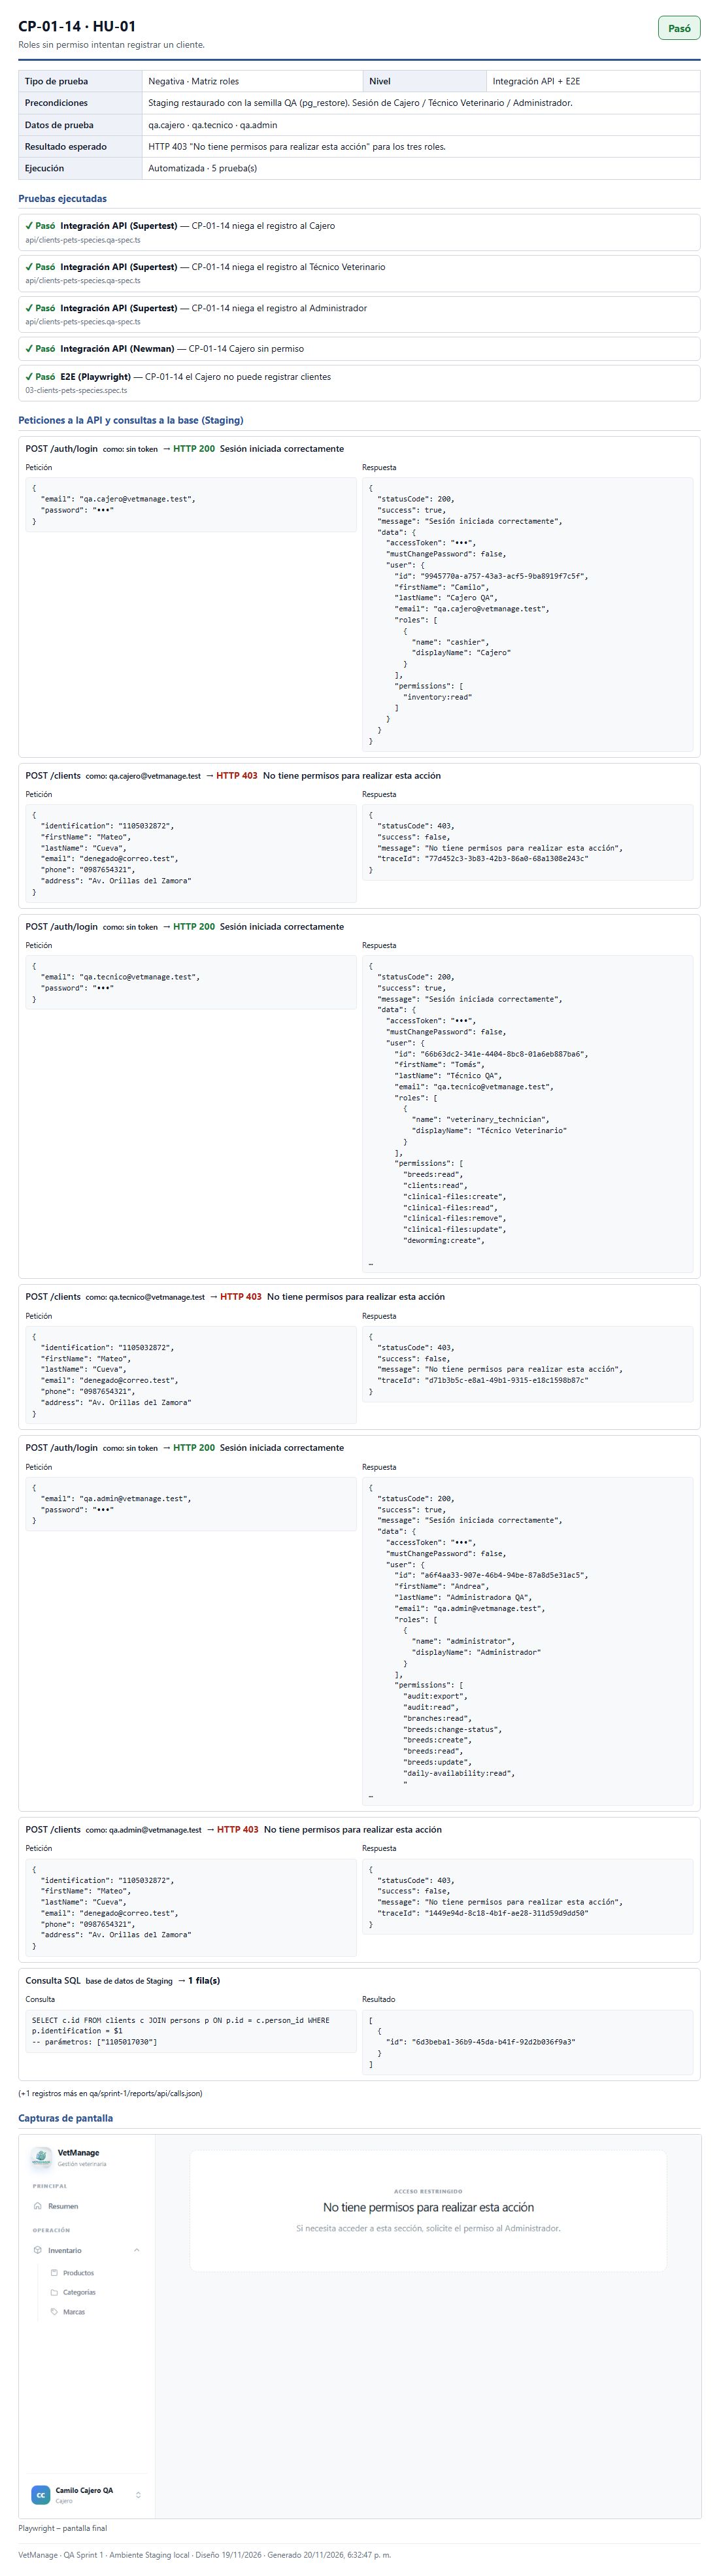 CP-01-14 · HU-01
Pasó
Roles sin permiso intentan registrar un cliente.
Tipo de prueba Negativa · Matriz roles Nivel Integración API + E2E
Precondiciones Staging restaurado con la semilla QA (pg_restore). Sesión de Cajero / Técnico Veterinario / Administrador.
Datos de prueba qa.cajero · qa.tecnico · qa.admin
Resultado esperado HTTP 403 "No tiene permisos para realizar esta acción" para los tres roles.
Ejecución Automatizada · 5 prueba(s)
Pruebas ejecutadas
✓ Pasó Integración API (Supertest) — CP-01-14 niega el registro al Cajero
api/clients-pets-species.qa-spec.ts
✓ Pasó Integración API (Supertest) — CP-01-14 niega el registro al Técnico Veterinario
api/clients-pets-species.qa-spec.ts
✓ Pasó Integración API (Supertest) — CP-01-14 niega el registro al Administrador
api/clients-pets-species.qa-spec.ts
✓ Pasó Integración API (Newman) — CP-01-14 Cajero sin permiso
✓ Pasó E2E (Playwright) — CP-01-14 el Cajero no puede registrar clientes
03-clients-pets-species.spec.ts
Peticiones a la API y consultas a la base (Staging)
POST /auth/login como: sin token → HTTP 200 Sesión iniciada correctamente
Petición
{
"email": "qa.cajero@vetmanage.test",
"password": "•••"
}
Respuesta
{
"statusCode": 200,
"success": true,
"message": "Sesión iniciada correctamente",
"data": {
"accessToken": "•••",
"mustChangePassword": false,
"user": {
"id": "9945770a-a757-43a3-acf5-9ba8919f7c5f",
"firstName": "Camilo",
"lastName": "Cajero QA",
"email": "qa.cajero@vetmanage.test",
"roles": [
{
"name": "cashier",
"displayName": "Cajero"
}
],
"permissions": [
"inventory:read"
]
}
}
}
POST /clients como: qa.cajero@vetmanage.test → HTTP 403 No tiene permisos para realizar esta acción
Petición
{
"identification": "1105032872",
"firstName": "Mateo",
"lastName": "Cueva",
"email": "denegado@correo.test",
"phone": "0987654321",
"address": "Av. Orillas del Zamora"
}
Respuesta
{
"statusCode": 403,
"success": false,
"message": "No tiene permisos para realizar esta acción",
"traceId": "77d452c3-3b83-42b3-86a0-68a1308e243c"
}
POST /auth/login como: sin token → HTTP 200 Sesión iniciada correctamente
Petición
{
"email": "qa.tecnico@vetmanage.test",
"password": "•••"
}
Respuesta
{
"statusCode": 200,
"success": true,
"message": "Sesión iniciada correctamente",
"data": {
"accessToken": "•••",
"mustChangePassword": false,
"user": {
"id": "66b63dc2-341e-4404-8bc8-01a6eb887ba6",
"firstName": "Tomás",
"lastName": "Técnico QA",
"email": "qa.tecnico@vetmanage.test",
"roles": [
{
"name": "veterinary_technician",
"displayName": "Técnico Veterinario"
}
],
"permissions": [
"breeds:read",
"clients:read",
"clinical-files:create",
"clinical-files:read",
"clinical-files:remove",
"clinical-files:update",
"deworming:create",
…
POST /clients como: qa.tecnico@vetmanage.test → HTTP 403 No tiene permisos para realizar esta acción
Petición
{
"identification": "1105032872",
"firstName": "Mateo",
"lastName": "Cueva",
"email": "denegado@correo.test",
"phone": "0987654321",
"address": "Av. Orillas del Zamora"
}
Respuesta
{
"statusCode": 403,
"success": false,
"message": "No tiene permisos para realizar esta acción",
"traceId": "d71b3b5c-e8a1-49b1-9315-e18c1598b87c"
}
POST /auth/login como: sin token → HTTP 200 Sesión iniciada correctamente
Petición
{
"email": "qa.admin@vetmanage.test",
"password": "•••"
}
Respuesta
{
"statusCode": 200,
"success": true,
"message": "Sesión iniciada correctamente",
"data": {
"accessToken": "•••",
"mustChangePassword": false,
"user": {
"id": "a6f4aa33-907e-46b4-94be-87a8d5e31ac5",
"firstName": "Andrea",
"lastName": "Administradora QA",
"email": "qa.admin@vetmanage.test",
"roles": [
{
"name": "administrator",
"displayName": "Administrador"
}
],
"permissions": [
"audit:export",
"audit:read",
"branches:read",
"breeds:change-status",
"breeds:create",
"breeds:read",
"breeds:update",
"daily-availability:read",
"
…
POST /clients como: qa.admin@vetmanage.test → HTTP 403 No tiene permisos para realizar esta acción
Petición
{
"identification": "1105032872",
"firstName": "Mateo",
"lastName": "Cueva",
"email": "denegado@correo.test",
"phone": "0987654321",
"address": "Av. Orillas del Zamora"
}
Respuesta
{
"statusCode": 403,
"success": false,
"message": "No tiene permisos para realizar esta acción",
"traceId": "1449e94d-8c18-4b1f-ae28-311d59d9dd50"
}
Consulta SQL base de datos de Staging → 1 fila(s)
Consulta
SELECT c.id FROM clients c JOIN persons p ON p.id = c.person_id WHERE
p.identification = $1
-- parámetros: ["1105017030"]
Resultado
[
{
"id": "6d3beba1-36b9-45da-b41f-92d2b036f9a3"
}
]
(+1 registros más en qa/sprint-1/reports/api/calls.json)
Capturas de pantalla
VetManage
Gestión veterinaria
PRINCIPAL
Resumen
OPERACIÓN
Inventario
Productos
Categorías
Marcas
ACCESO RESTRINGIDO
No tiene permisos para realizar esta acción
Si necesita acceder a esta sección, solicite el permiso al Administrador.
CC
Camilo Cajero QA
Cajero
Playwright – pantalla final
VetManage · QA Sprint 1 · Ambiente Staging local · Diseño 19/11/2026 · Generado 20/11/2026, 6:32:47 p. m.